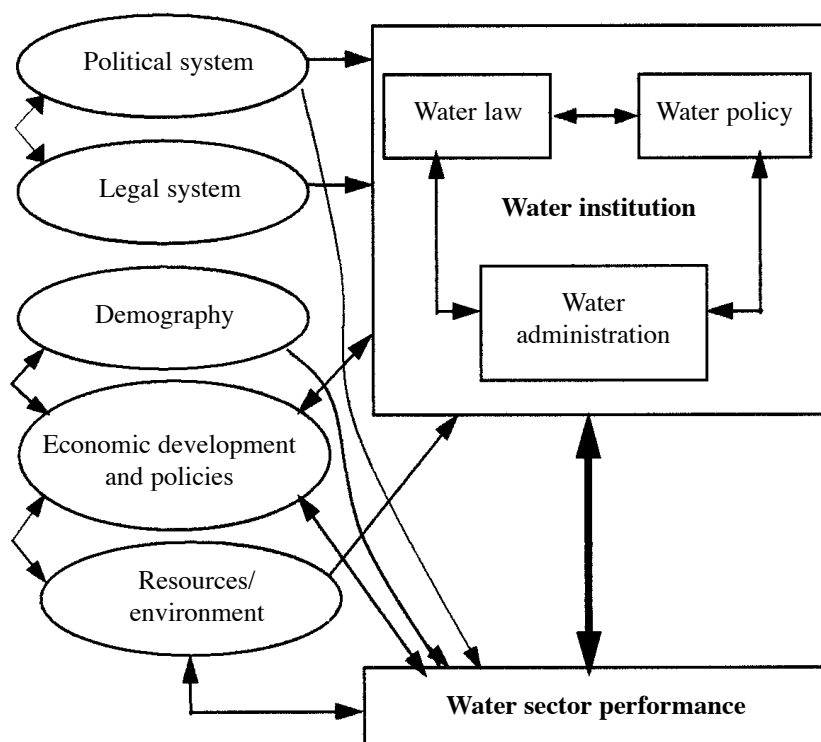 Political system
Legal system
Demography
Economic development
and policies
Resources/
environment
Water law
Water policy
Water institution
Water
administration
Water sector performance